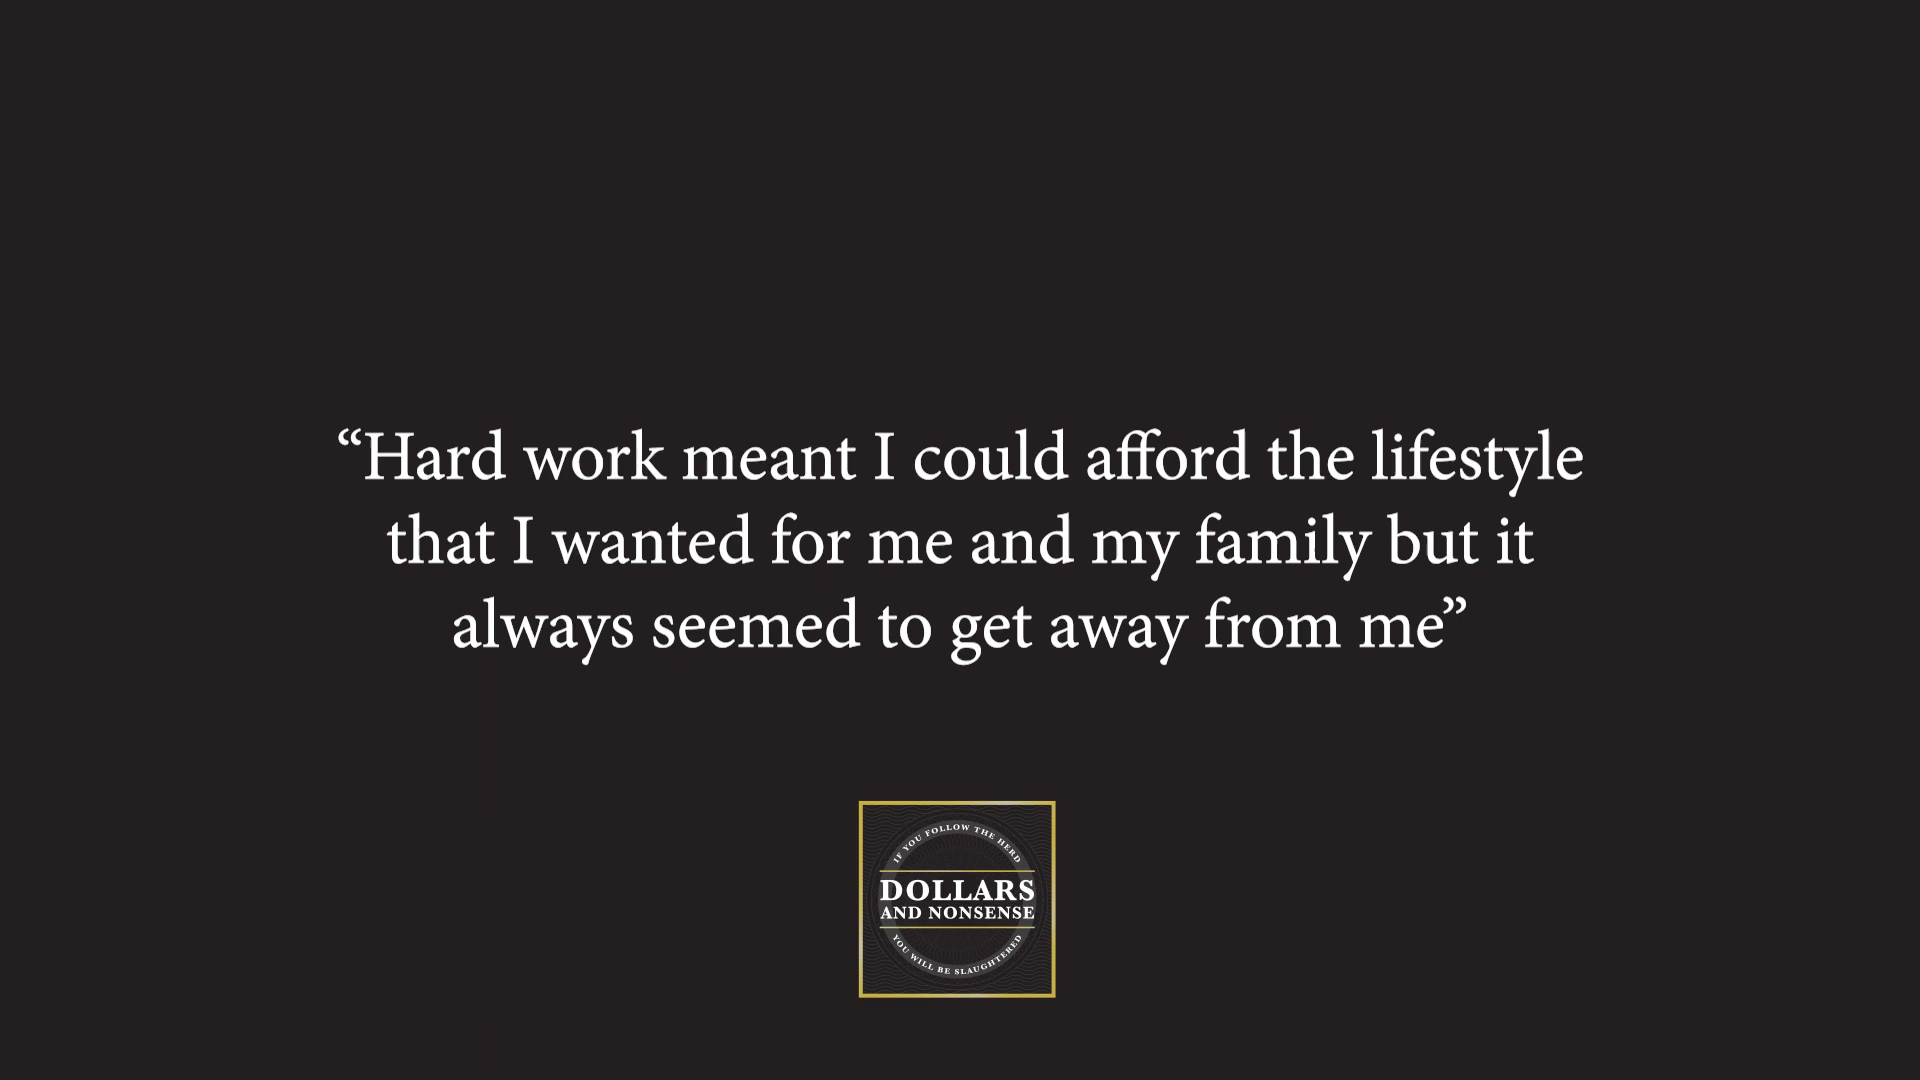 “Hard work meant I could afford the lifestyle
that I wanted for me and my family but it
always seemed to get away from me”
IF YOU FOLLOW THE HERD
DOLLARS
AND NONSENSE
YOU WILL BE SLAUGHTERED